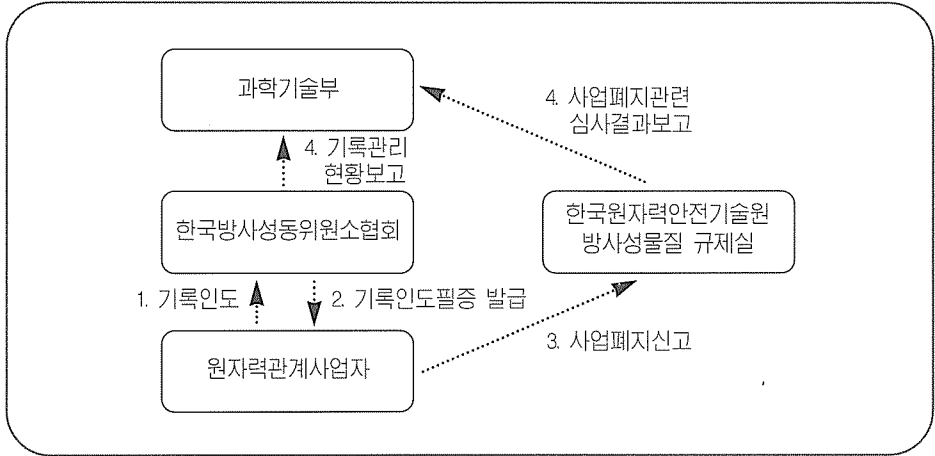 과학기술부
4. 사업폐지관련
심사결과보고
4. 기록관리
현황보고
한국방사성동위원소협회
한국원자력안전기술원
방사성물질 규제실
1. 기록인도
2. 기록인도필증 발급
3. 사업폐지신고
원자력관계사업자